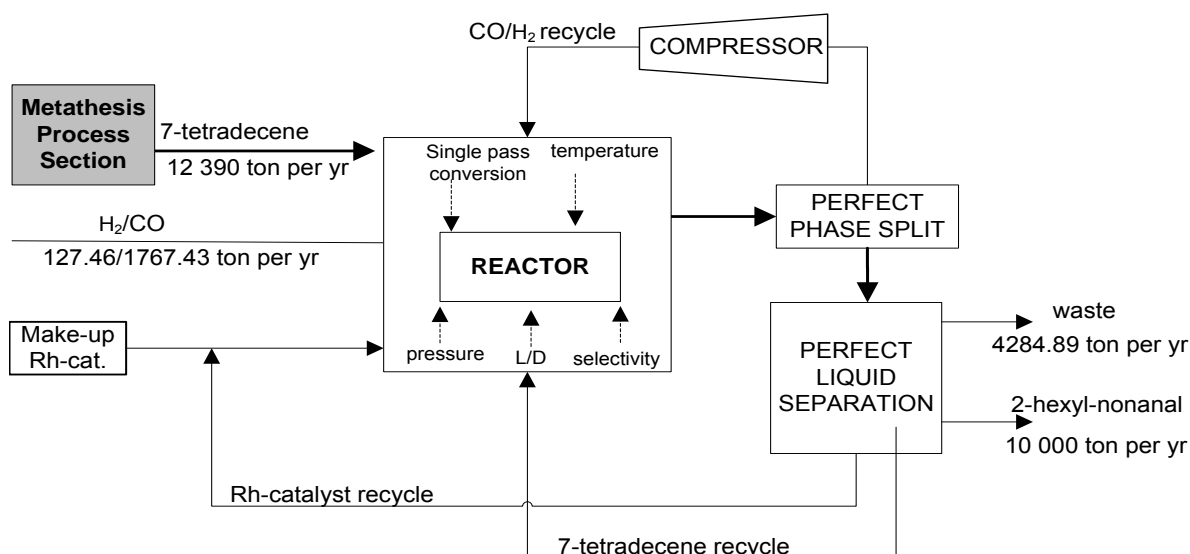 CO/H₂ recycle
COMPRESSOR
Metathesis
Process
Section
7-tetradecene
12 390 ton per yr
Single pass
conversion
temperature
PERFECT
PHASE SPLIT
H₂/CO
127.46/1767.43 ton per yr
REACTOR
Make-up
Rh-cat.
pressure
L/D
selectivity
PERFECT
LIQUID
SEPARATION
waste
4284.89 ton per yr
2-hexyl-nonanal
10 000 ton per yr
Rh-catalyst recycle
7-tetradecene recycle